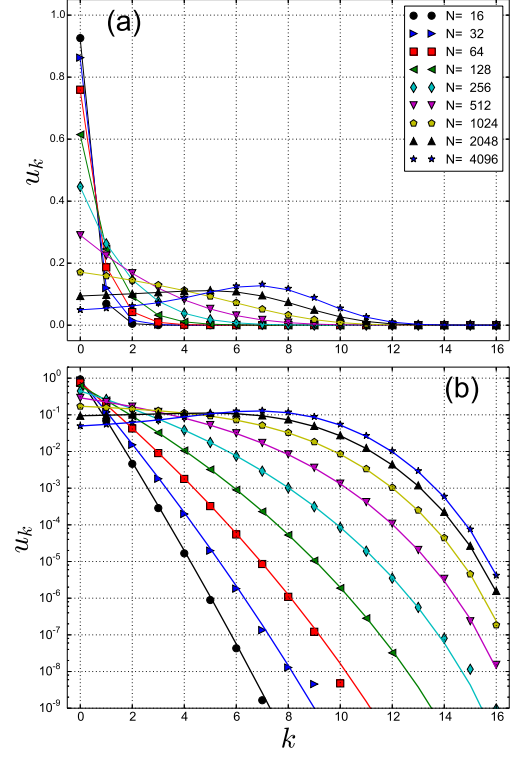 (a)
1.0
0.8
0.6
0.4
0.2
0.0
u_k
N= 16
N= 32
N= 64
N= 128
N= 256
N= 512
N= 1024
N= 2048
N= 4096
0 2 4 6 8 10 12 14 16
(b)
10^0
10^-1
10^-2
10^-3
10^-4
10^-5
10^-6
10^-7
10^-8
10^-9
u_k
0 2 4 6 8 10 12 14 16
k